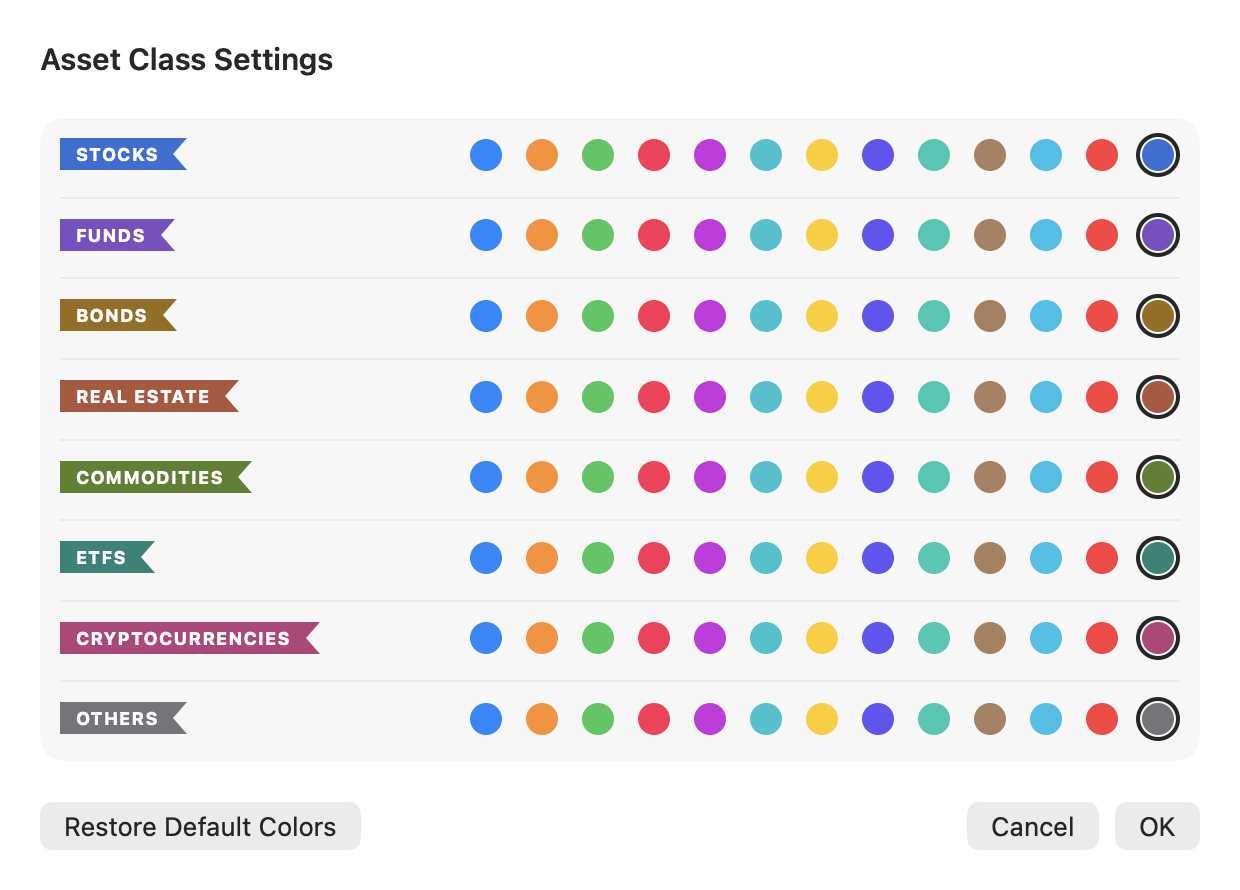 Asset Class Settings
STOCKS
FUNDS
BONDS
REAL ESTATE
COMMODITIES
ETFS
CRYPTOCURRENCIES
OTHERS
Restore Default Colors
Cancel
OK